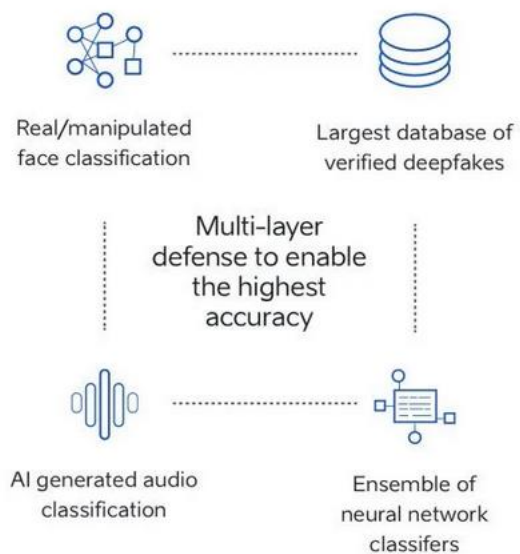 Real/manipulated
face classification
Largest database of
verified deepfakes
Multi-layer
defense to enable
the highest
accuracy
AI generated audio
classification
Ensemble of
neural network
classifers